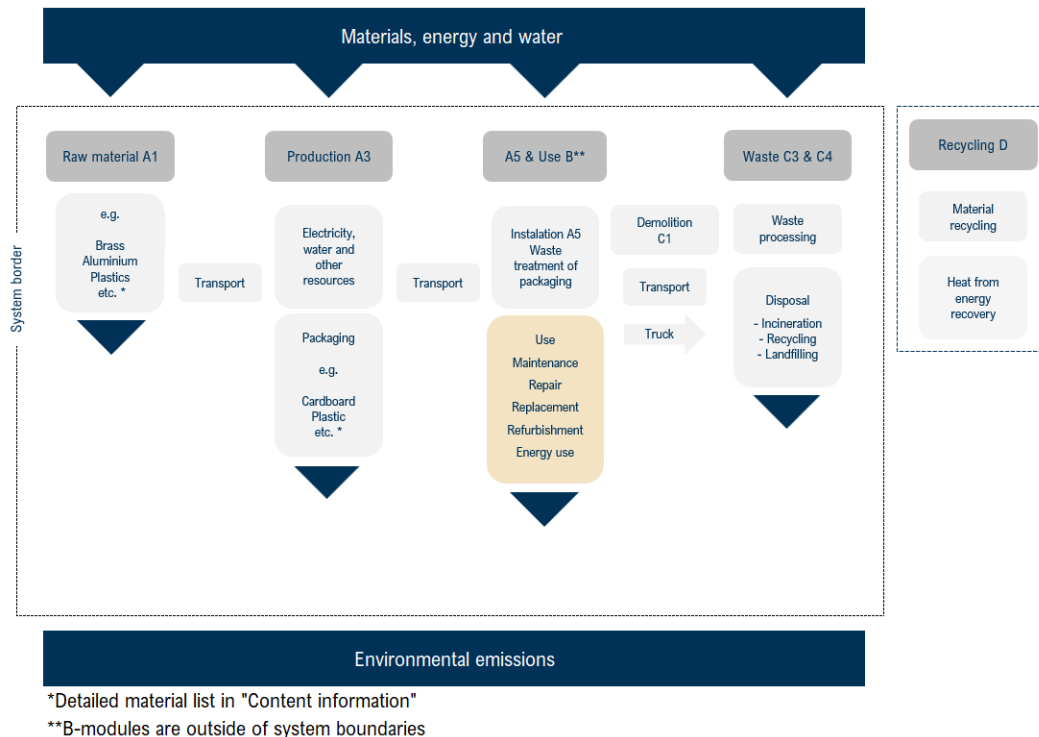 Materials, energy and water
System border
Raw material A1
e.g.
Brass
Aluminium
Plastics
etc. *
Transport
Production A3
Electricity,
water and
other
resources
Packaging
e.g.
Cardboard
Plastic
etc. *
Transport
A5 & Use B**
Instalation A5
Waste
treatment of
packaging
Use
Maintenance
Repair
Replacement
Refurbishment
Energy use
Demolition
C1
Transport
Truck
Waste C3 & C4
Waste
processing
Disposal
- Incineration
- Recycling
- Landfilling
Recycling D
Material
recycling
Heat from
energy
recovery
Environmental emissions
*Detailed material list in "Content information"
**B-modules are outside of system boundaries